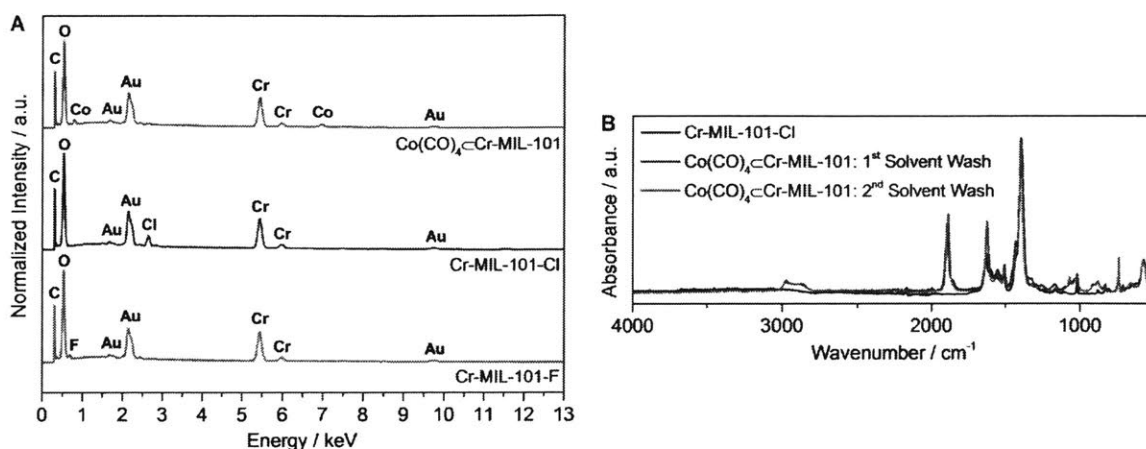 A
Normalized Intensity / a.u.
C
O
Co
Au
Au
Cr
Cr
Co
Au
Co(CO)₄⊂Cr-MIL-101
C
O
Au
Au
Cl
Cr
Cr
Au
Cr-MIL-101-Cl
C
O
F
Au
Au
Cr
Cr
Au
Cr-MIL-101-F
0 1 2 3 4 5 6 7 8 9 10 11 12 13
Energy / keV
B
Absorbance / a.u.
Cr-MIL-101-Cl
Co(CO)₄⊂Cr-MIL-101: 1ˢᵗ Solvent Wash
Co(CO)₄⊂Cr-MIL-101: 2ⁿᵈ Solvent Wash
4000 3000 2000 1000
Wavenumber / cm⁻¹